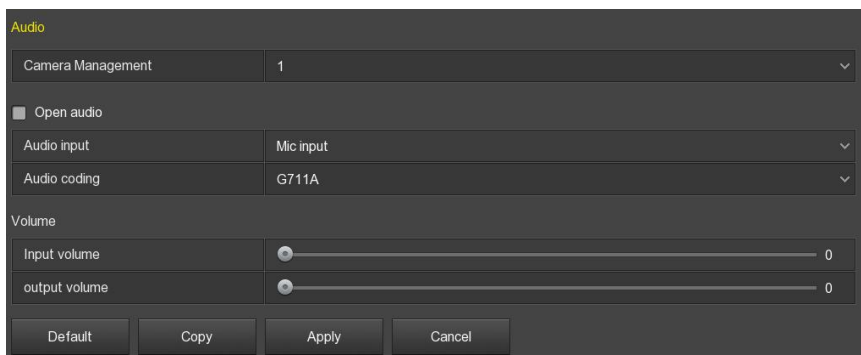 Audio
Camera Management 1
Open audio
Audio input Mic input
Audio coding G711A
Volume
Input volume 0
output volume 0
Default Copy Apply Cancel